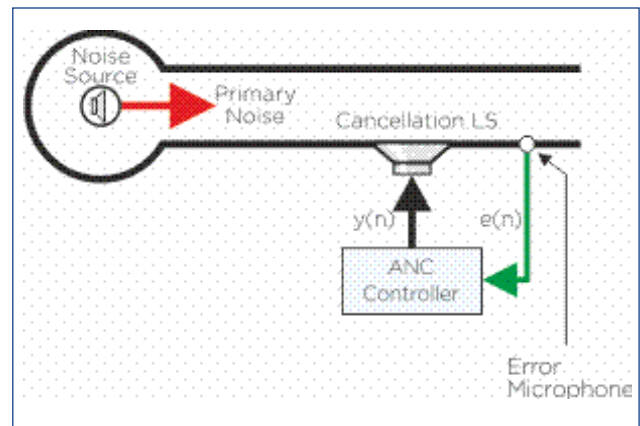 Noise
Source
Primary
Noise
Cancellation LS
y(n)
e(n)
ANC
Controller
Error
Microphone